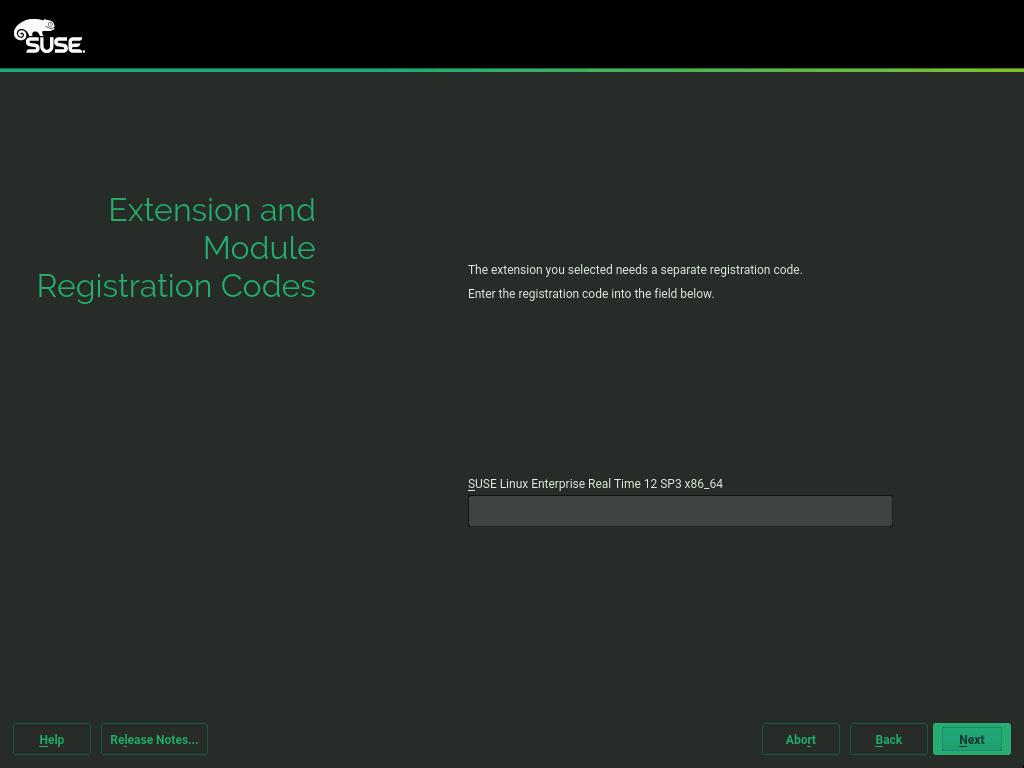 SUSE.
Extension and
Module
Registration Codes
The extension you selected needs a separate registration code.
Enter the registration code into the field below.
SUSE Linux Enterprise Real Time 12 SP3 x86_64
Help
Release Notes...
Abort
Back
Next